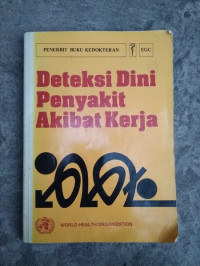 PENERBIT BUKU KEDOKTERAN EGC
Deteksi Dini
Penyakit
Akibat Kerja
WORLD HEALTH ORGANIZATION